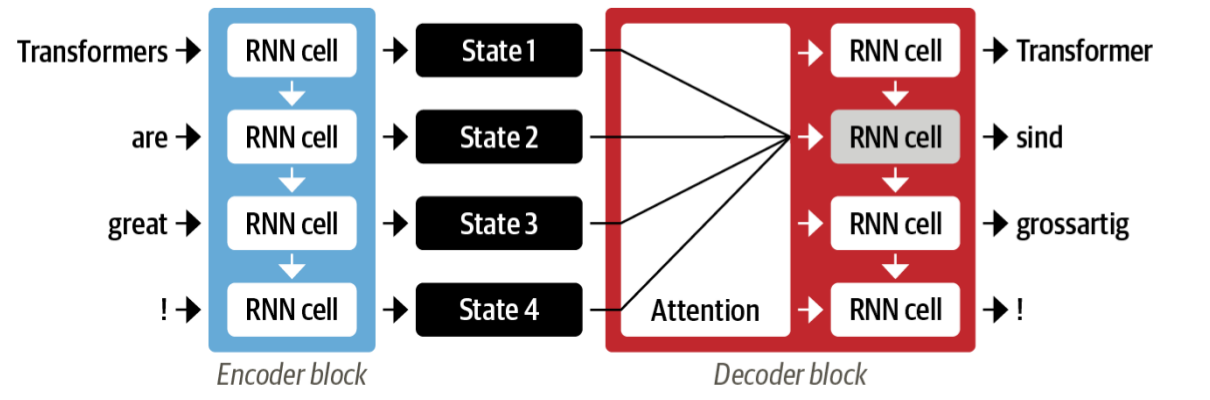 Transformers RNN cell State 1 RNN cell Transformer
are RNN cell State 2 RNN cell sind
great RNN cell State 3 RNN cell grossartig
! RNN cell State 4 Attention RNN cell !
Encoder block Decoder block